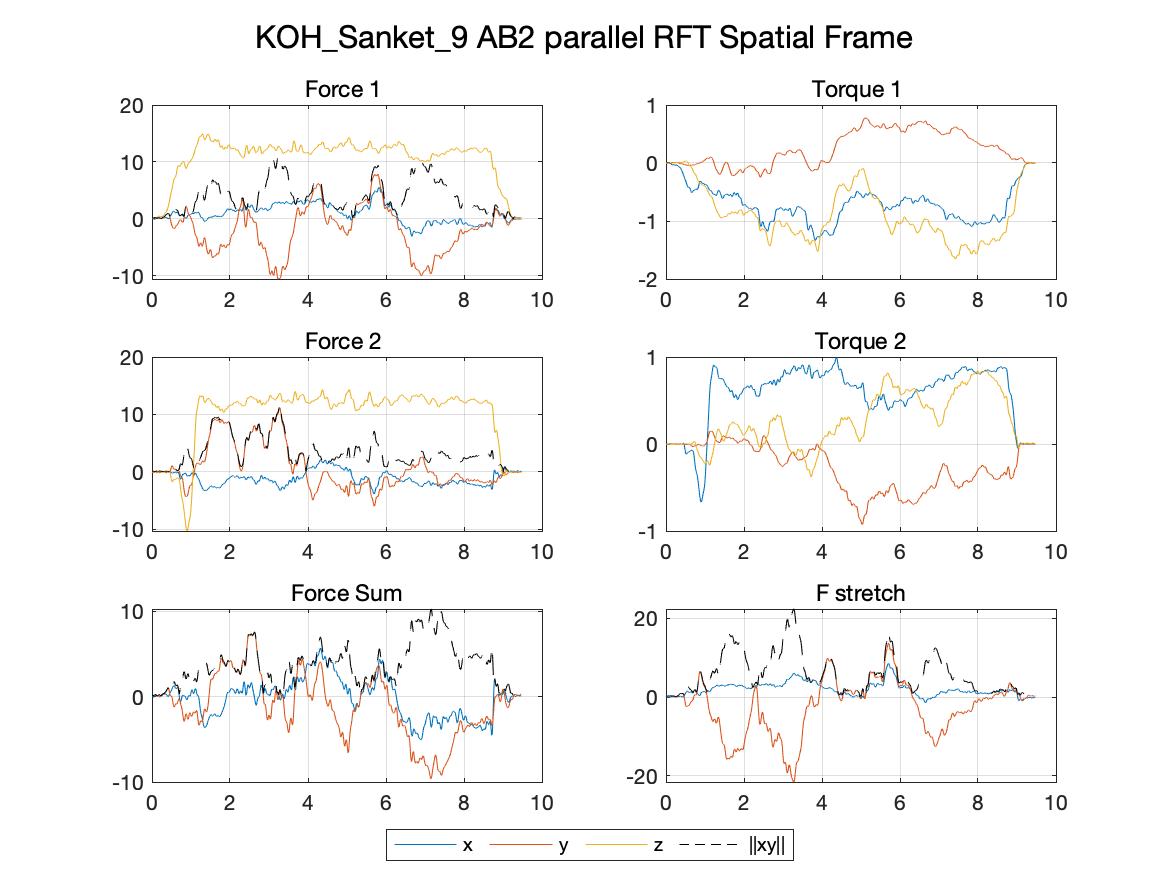 KOH_Sanket_9 AB2 parallel RFT Spatial Frame
Force 1
20
10
0
-10
0 2 4 6 8 10
Torque 1
1
0
-1
-2
0 2 4 6 8 10
Force 2
20
10
0
-10
0 2 4 6 8 10
Torque 2
1
0
-1
0 2 4 6 8 10
Force Sum
10
0
-10
0 2 4 6 8 10
F stretch
20
0
-20
0 2 4 6 8 10
x y z ||xy||